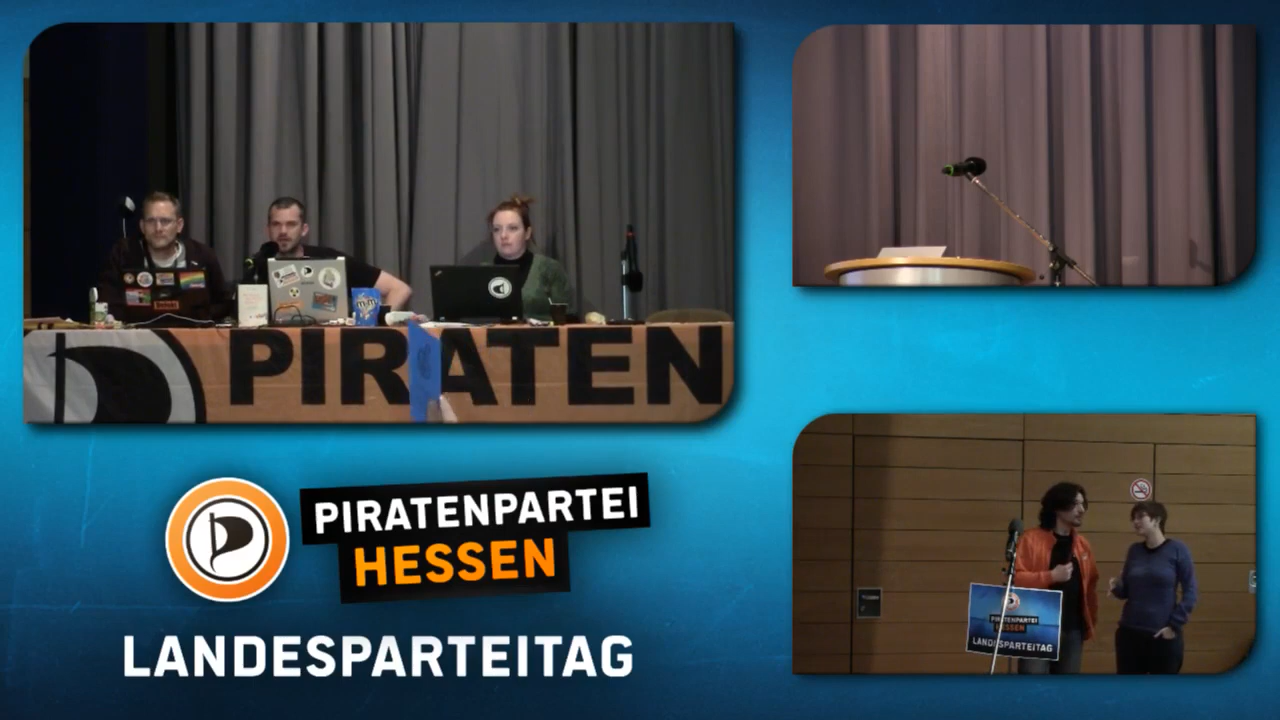 PIRATEN
PIRATENPARTEI
HESSEN
LANDESPARTEITAG
PIRATENPARTEI
HESSEN
LANDESPARTEITAG